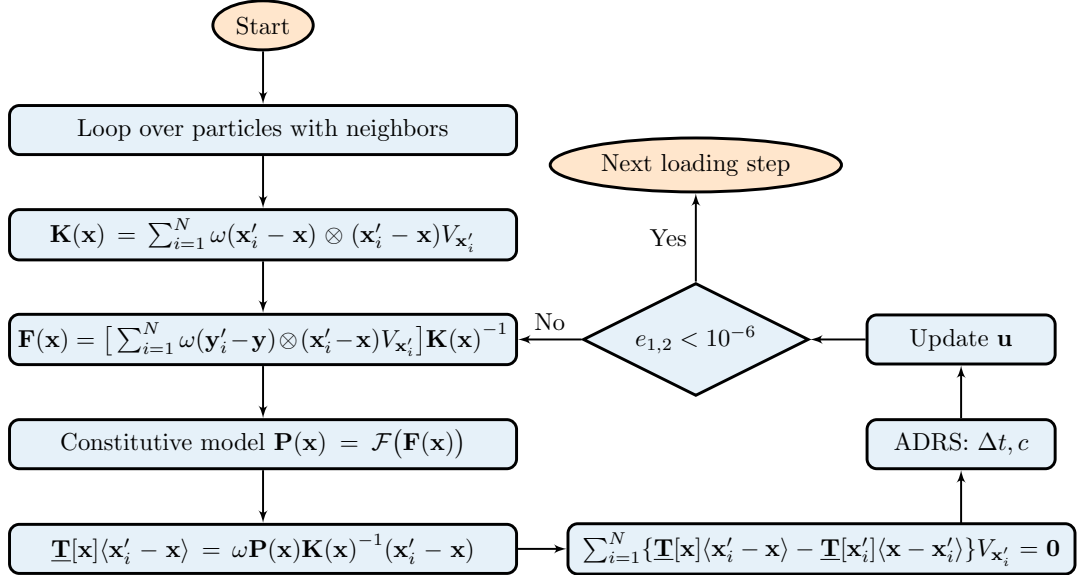 Start
Loop over particles with neighbors
𝐊(𝐱) = ∑_{i=1}^{N} ω(𝐱′_i − 𝐱) ⊗ (𝐱′_i − 𝐱)V_{𝐱′_i}
𝐅(𝐱) = [∑_{i=1}^{N} ω(𝐲′_i − 𝐲)⊗(𝐱′_i − 𝐱)V_{𝐱′_i}]𝐊(𝐱)^{−1}
Constitutive model 𝐏(𝐱) = ℱ(𝐅(𝐱))
𝐓̲[𝐱]⟨𝐱′_i − 𝐱⟩ = ω𝐏(𝐱)𝐊(𝐱)^{−1}(𝐱′_i − 𝐱)
∑_{i=1}^{N}{𝐓̲[𝐱]⟨𝐱′_i − 𝐱⟩ − 𝐓̲[𝐱′_i]⟨𝐱 − 𝐱′_i⟩}V_{𝐱′_i} = 𝟎
ADRS: Δt, c
Update 𝐮
e_{1,2} < 10^{−6}
No
Yes
Next loading step